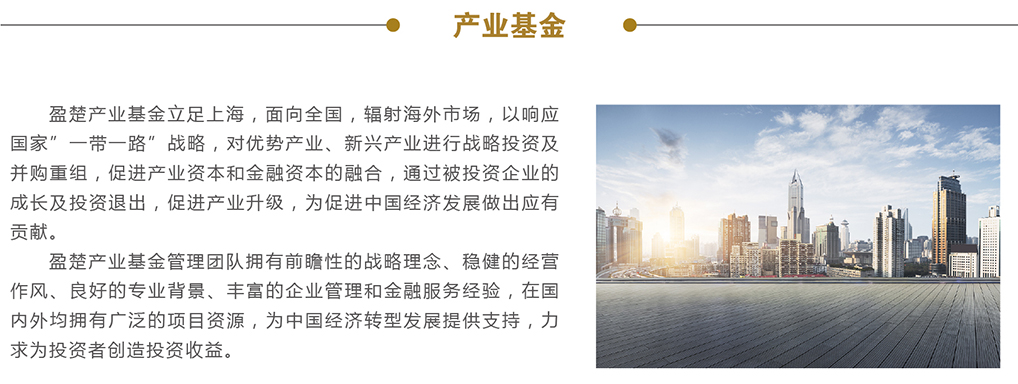 产业基金
盈楚产业基金立足上海，面向全国，辐射海外市场，以响应
国家”一带一路”战略，对优势产业、新兴产业进行战略投资及
并购重组，促进产业资本和金融资本的融合，通过被投资企业的
成长及投资退出，促进产业升级，为促进中国经济发展做出应有
贡献。
盈楚产业基金管理团队拥有前瞻性的战略理念、稳健的经营
作风、良好的专业背景、丰富的企业管理和金融服务经验，在国
内外均拥有广泛的项目资源，为中国经济转型发展提供支持，力
求为投资者创造投资收益。